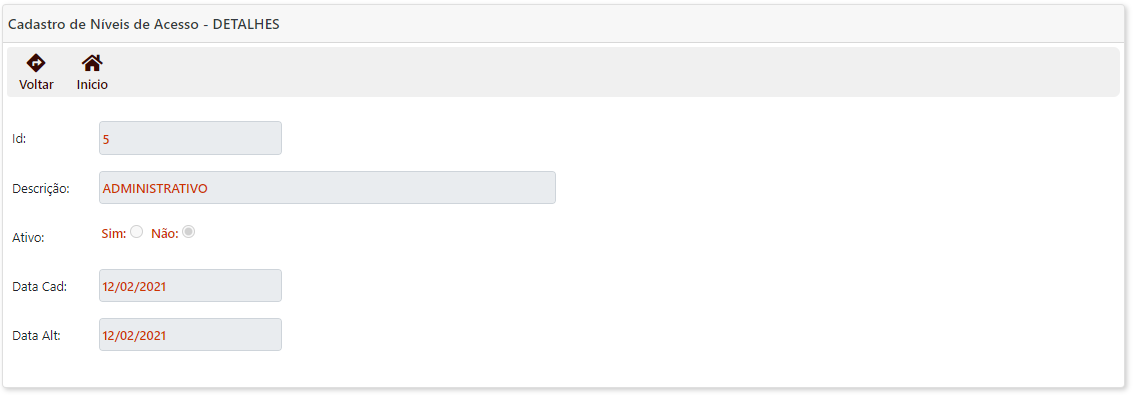 Cadastro de Níveis de Acesso - DETALHES
Voltar Inicio
Id: 5
Descrição: ADMINISTRATIVO
Ativo: Sim: Não:
Data Cad: 12/02/2021
Data Alt: 12/02/2021